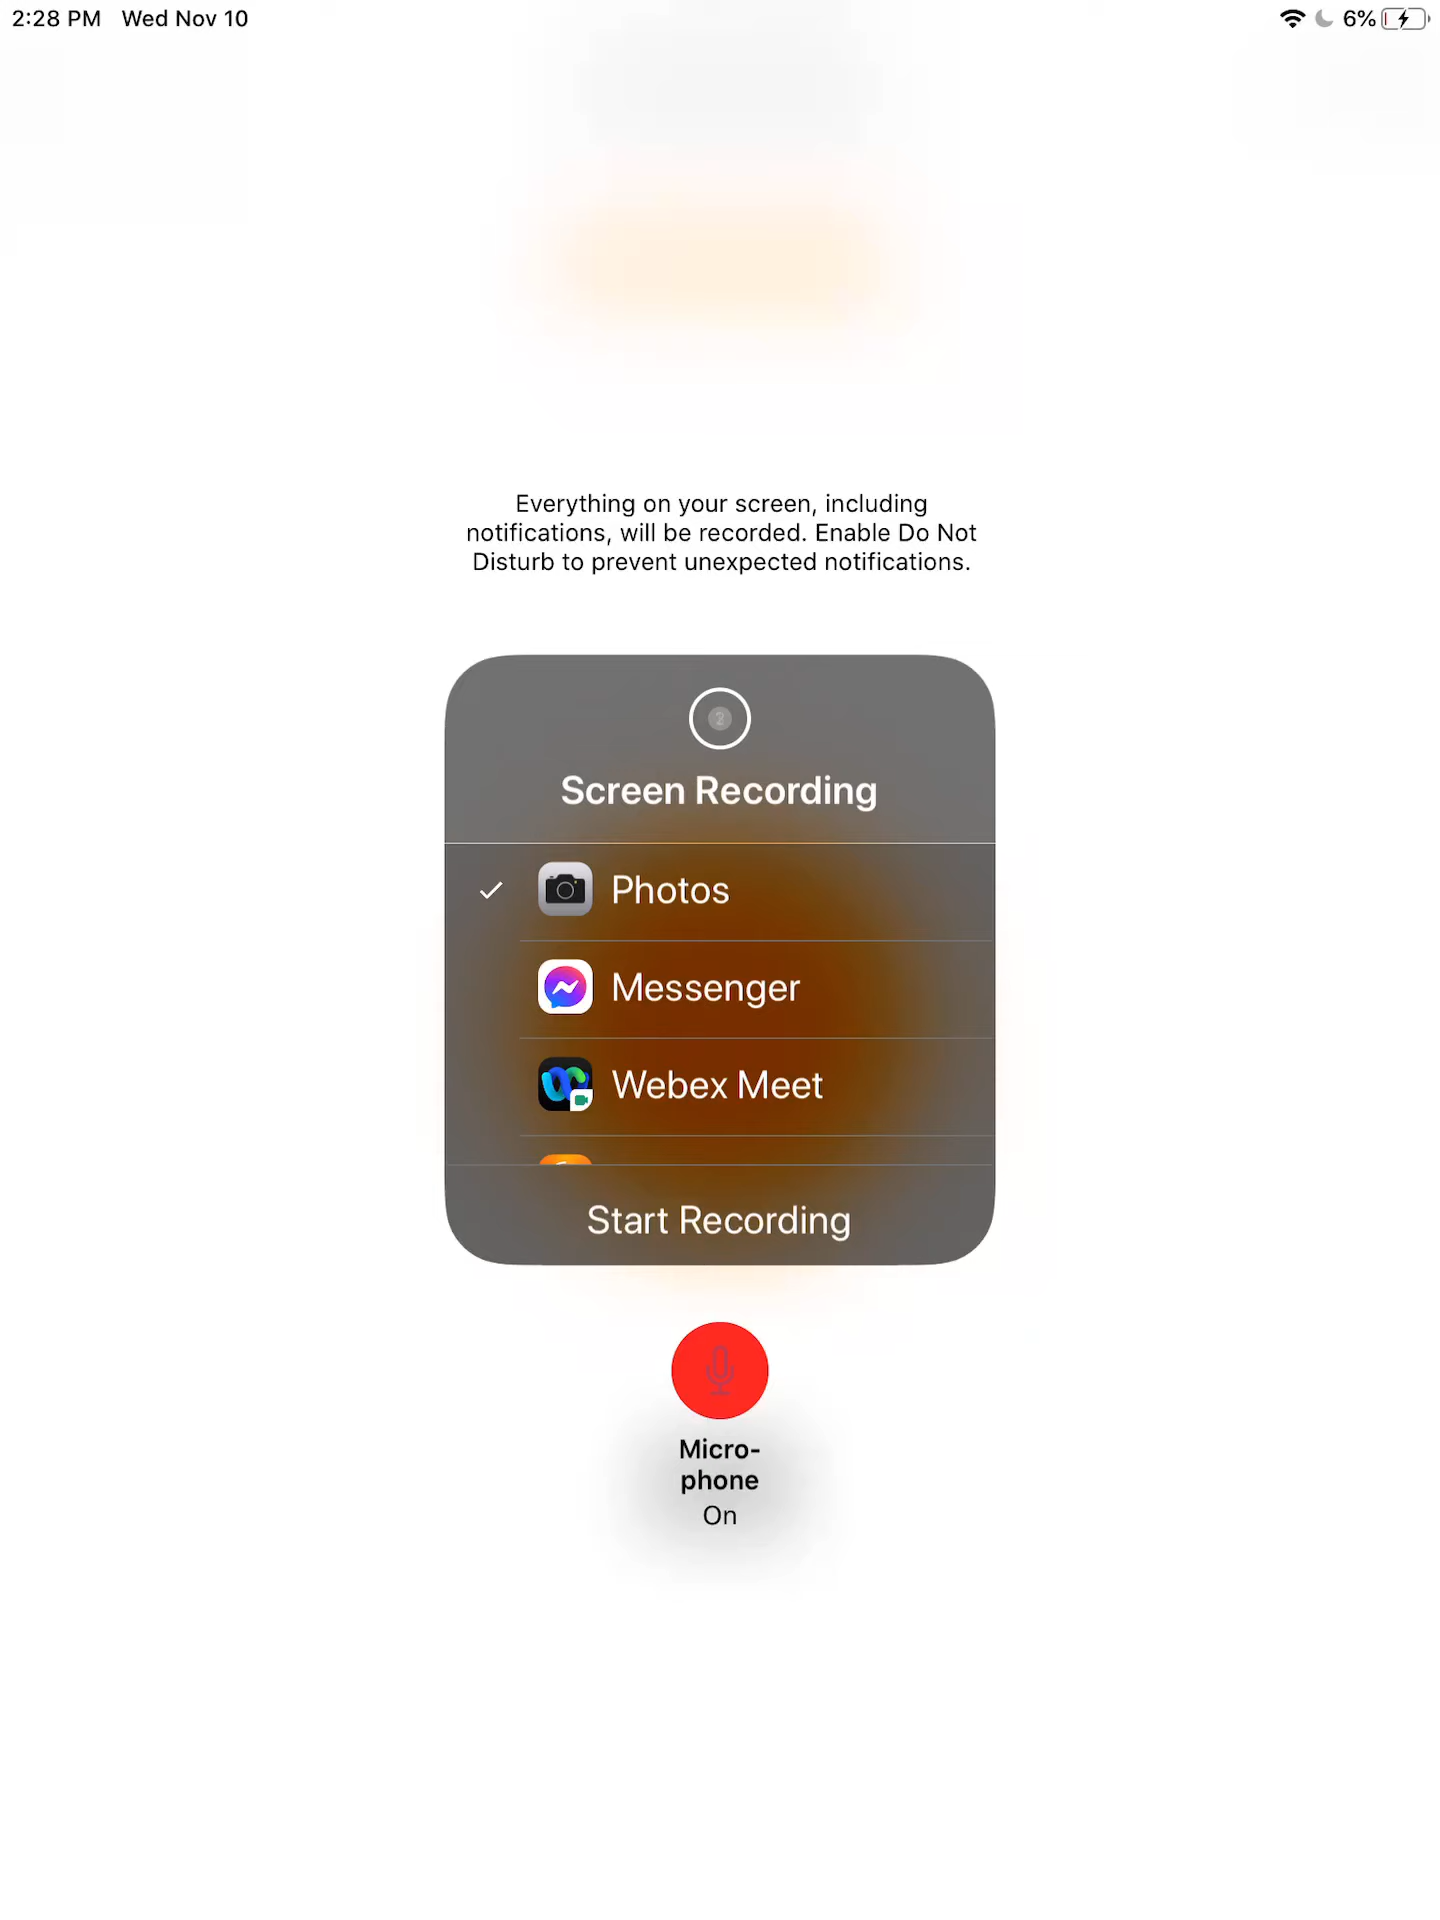 2:28 PM Wed Nov 10
6%
Everything on your screen, including
notifications, will be recorded. Enable Do Not
Disturb to prevent unexpected notifications.
2
Screen Recording
Photos
Messenger
Webex Meet
Start Recording
Micro-
phone
On